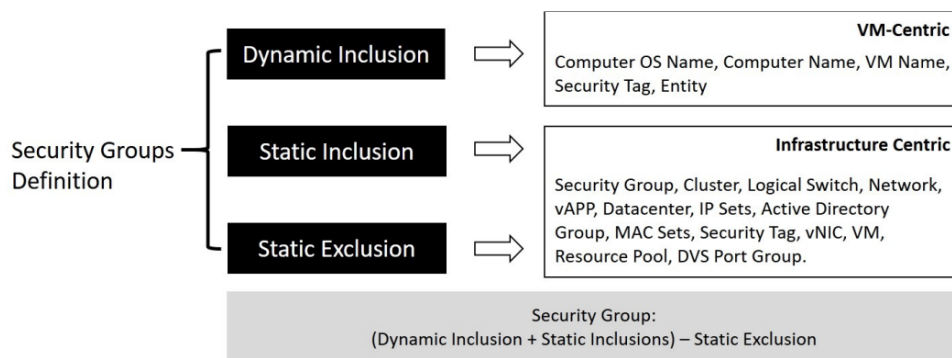 Security Groups
Definition
Dynamic Inclusion
Static Inclusion
Static Exclusion
VM-Centric
Computer OS Name, Computer Name, VM Name,
Security Tag, Entity
Infrastructure Centric
Security Group, Cluster, Logical Switch, Network,
vAPP, Datacenter, IP Sets, Active Directory
Group, MAC Sets, Security Tag, vNIC, VM,
Resource Pool, DVS Port Group.
Security Group:
(Dynamic Inclusion + Static Inclusions) – Static Exclusion